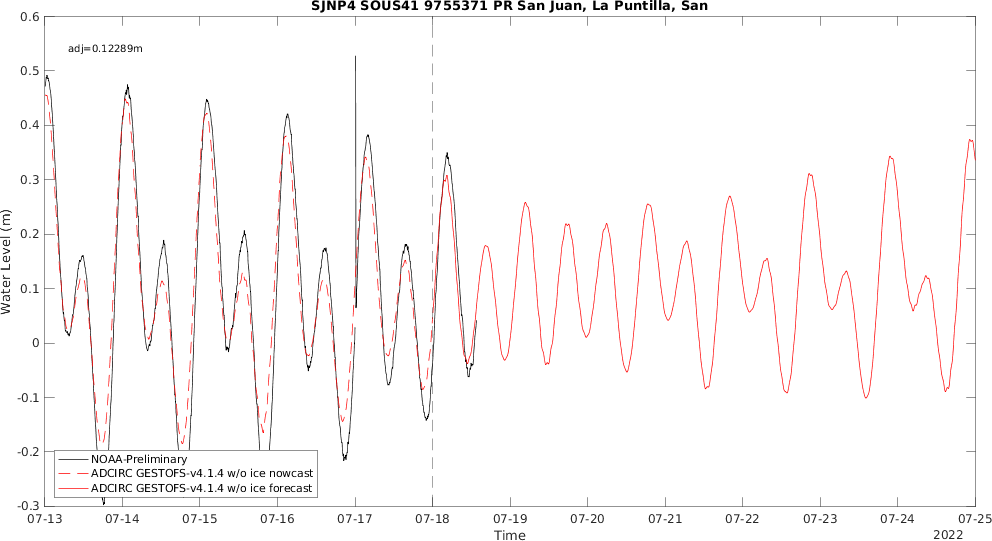 SJNP4 SOUS41 9755371 PR San Juan, La Puntilla, San
adj=0.12289m
Water Level (m)
0.6
0.5
0.4
0.3
0.2
0.1
0
-0.1
-0.2
-0.3
NOAA-Preliminary
ADCIRC GESTOFS-v4.1.4 w/o ice nowcast
ADCIRC GESTOFS-v4.1.4 w/o ice forecast
07-13 07-14 07-15 07-16 07-17 07-18 07-19 07-20 07-21 07-22 07-23 07-24 07-25
Time
2022